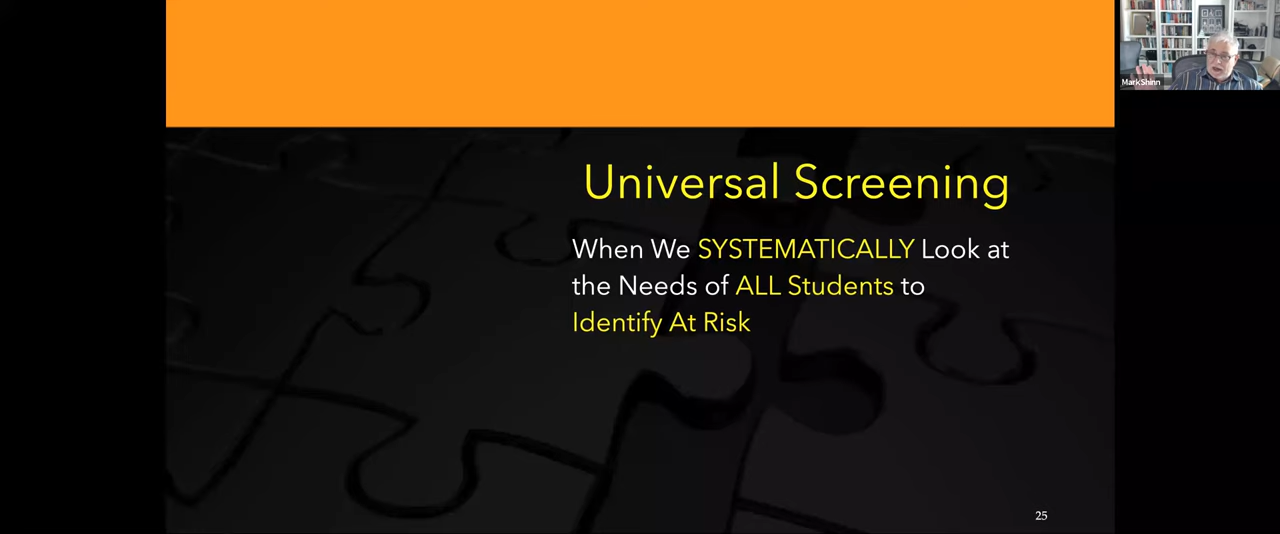 Mark Shinn
Universal Screening
When We SYSTEMATICALLY Look at
the Needs of ALL Students to
Identify At Risk
25